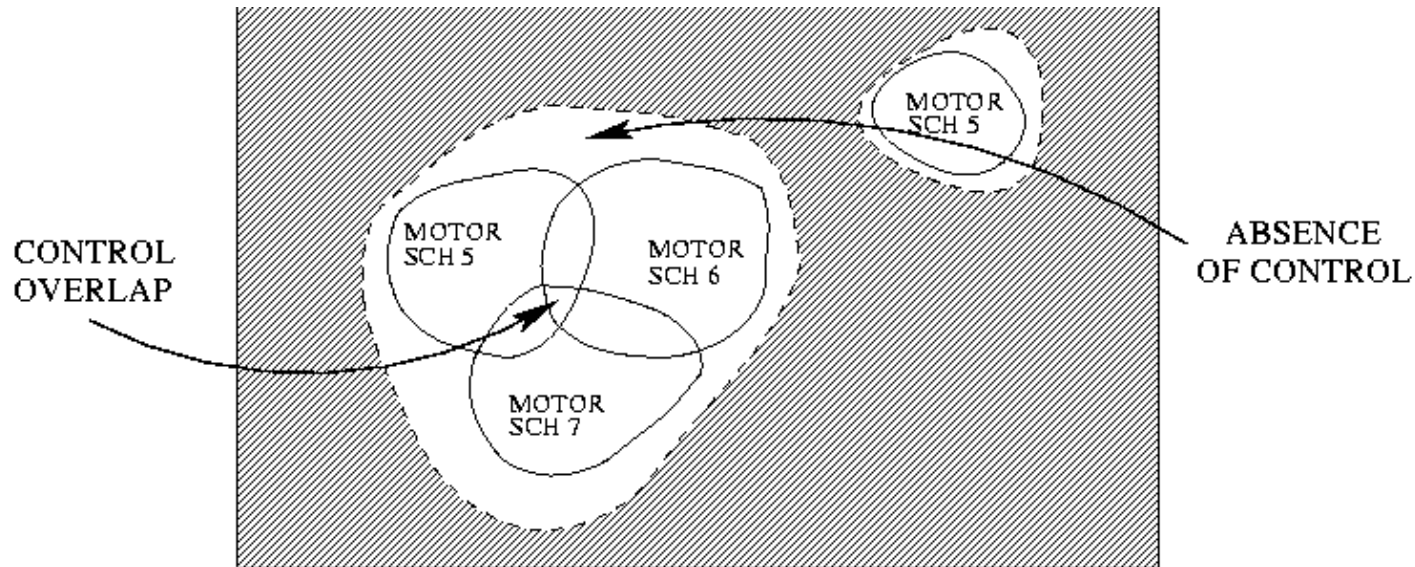 MOTOR
SCH 5
MOTOR
SCH 5
MOTOR
SCH 6
CONTROL
OVERLAP
ABSENCE
OF CONTROL
MOTOR
SCH 7